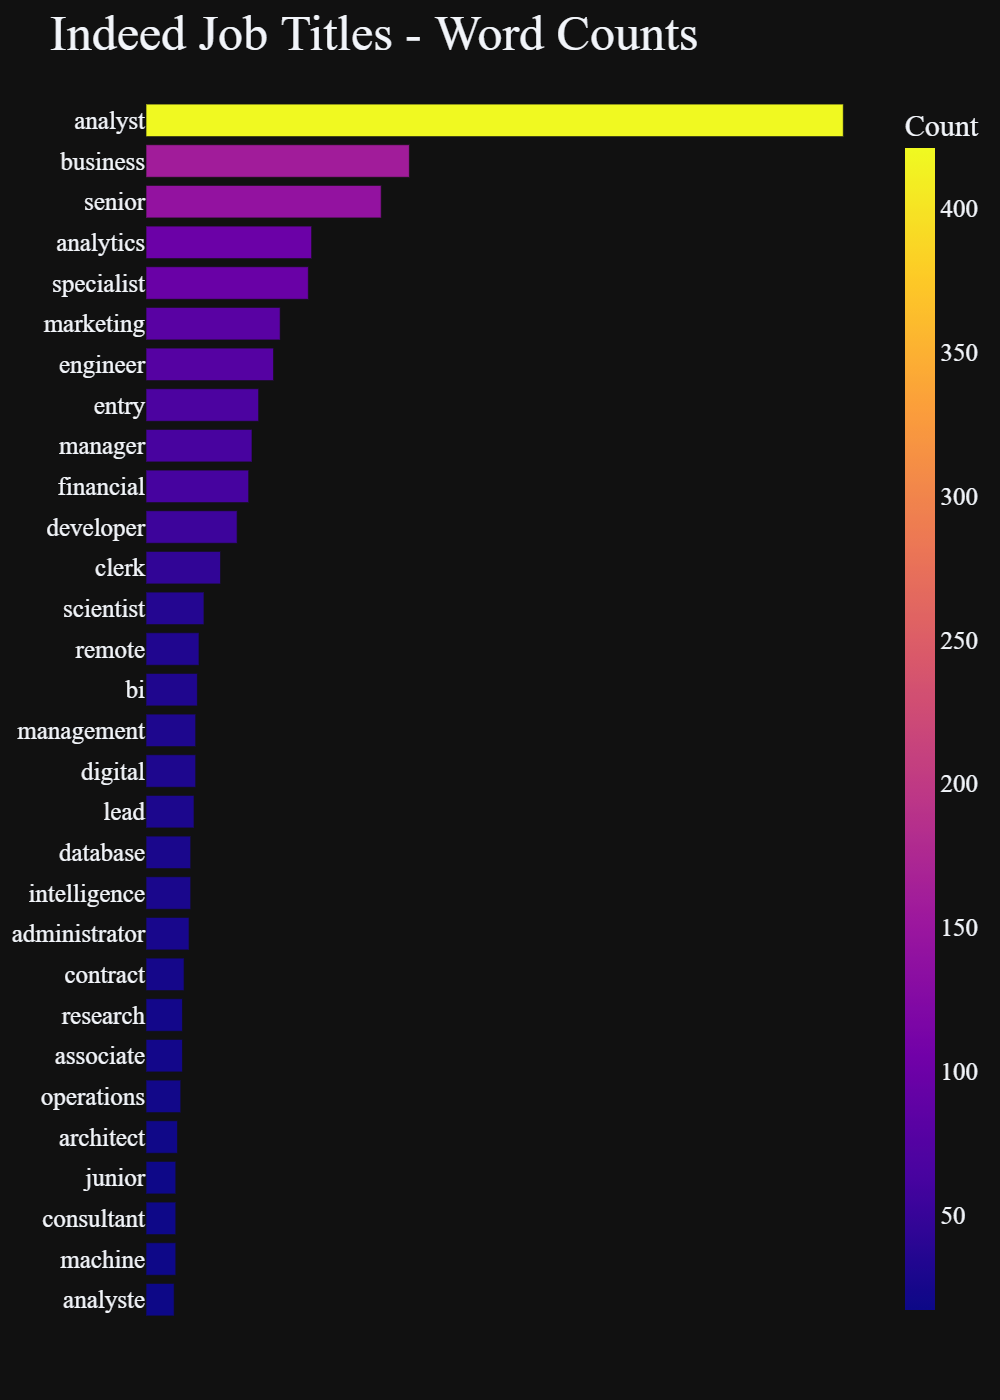 Indeed Job Titles - Word Counts
analyst
business
senior
analytics
specialist
marketing
engineer
entry
manager
financial
developer
clerk
scientist
remote
bi
management
digital
lead
database
intelligence
administrator
contract
research
associate
operations
architect
junior
consultant
machine
analyste
Count
400
350
300
250
200
150
100
50